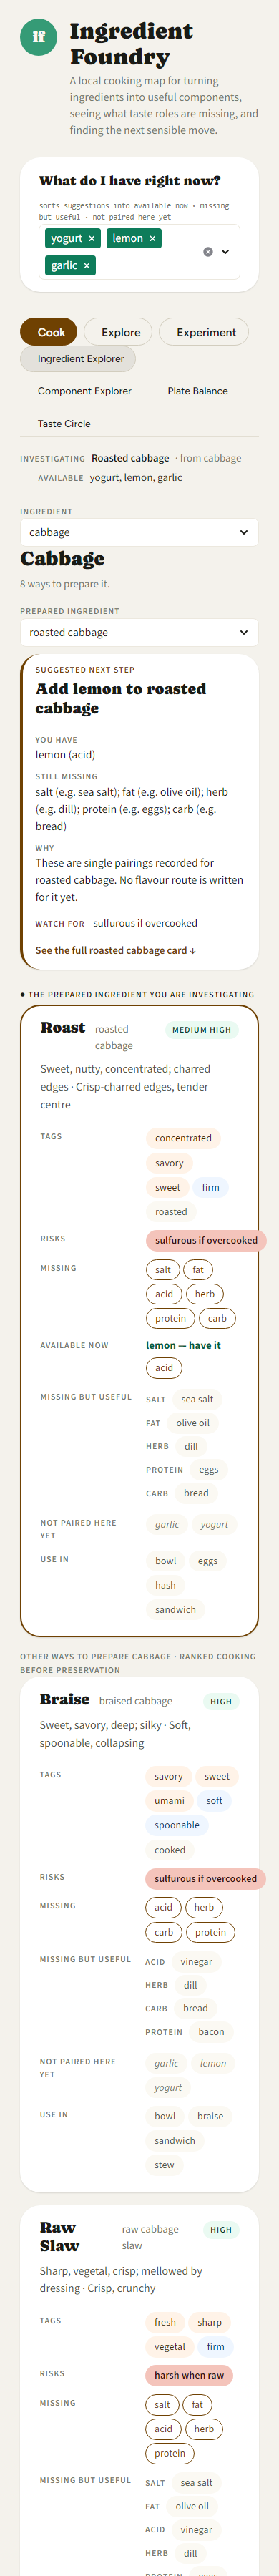 if
Ingredient
Foundry
A local cooking map for turning
ingredients into useful components,
seeing what taste roles are missing, and
finding the next sensible move.
What do I have right now?
sorts suggestions into available now · missing
but useful · not paired here yet
yogurt × lemon ×
garlic ×
Cook Explore Experiment
Ingredient Explorer
Component Explorer Plate Balance
Taste Circle
INVESTIGATING Roasted cabbage · from cabbage
AVAILABLE yogurt, lemon, garlic
INGREDIENT
cabbage
Cabbage
8 ways to prepare it.
PREPARED INGREDIENT
roasted cabbage
SUGGESTED NEXT STEP
Add lemon to roasted
cabbage
YOU HAVE
lemon (acid)
STILL MISSING
salt (e.g. sea salt); fat (e.g. olive oil); herb
(e.g. dill); protein (e.g. eggs); carb (e.g.
bread)
WHY
These are single pairings recorded for
roasted cabbage. No flavour route is written
for it yet.
WATCH FOR sulfurous if overcooked
See the full roasted cabbage card ↓
• THE PREPARED INGREDIENT YOU ARE INVESTIGATING
Roast roasted MEDIUM HIGH
cabbage
Sweet, nutty, concentrated; charred
edges · Crisp-charred edges, tender
centre
TAGS concentrated
savory
sweet firm
roasted
RISKS sulfurous if overcooked
MISSING salt fat
acid herb
protein carb
AVAILABLE NOW lemon — have it
acid
MISSING BUT USEFUL SALT sea salt
FAT olive oil
HERB dill
PROTEIN eggs
CARB bread
NOT PAIRED HERE garlic yogurt
YET
USE IN bowl eggs
hash
sandwich
OTHER WAYS TO PREPARE CABBAGE · RANKED COOKING
BEFORE PRESERVATION
Braise braised cabbage HIGH
Sweet, savory, deep; silky · Soft,
spoonable, collapsing
TAGS savory sweet
umami soft
spoonable
cooked
RISKS sulfurous if overcooked
MISSING acid herb
carb protein
MISSING BUT USEFUL ACID vinegar
HERB dill
CARB bread
PROTEIN bacon
NOT PAIRED HERE garlic lemon
YET yogurt
USE IN bowl braise
sandwich
stew
Raw raw cabbage HIGH
Slaw slaw
Sharp, vegetal, crisp; mellowed by
dressing · Crisp, crunchy
TAGS fresh sharp
vegetal firm
RISKS harsh when raw
MISSING salt fat
acid herb
protein
MISSING BUT USEFUL SALT sea salt
FAT olive oil
ACID vinegar
HERB dill
PROTEIN eggs